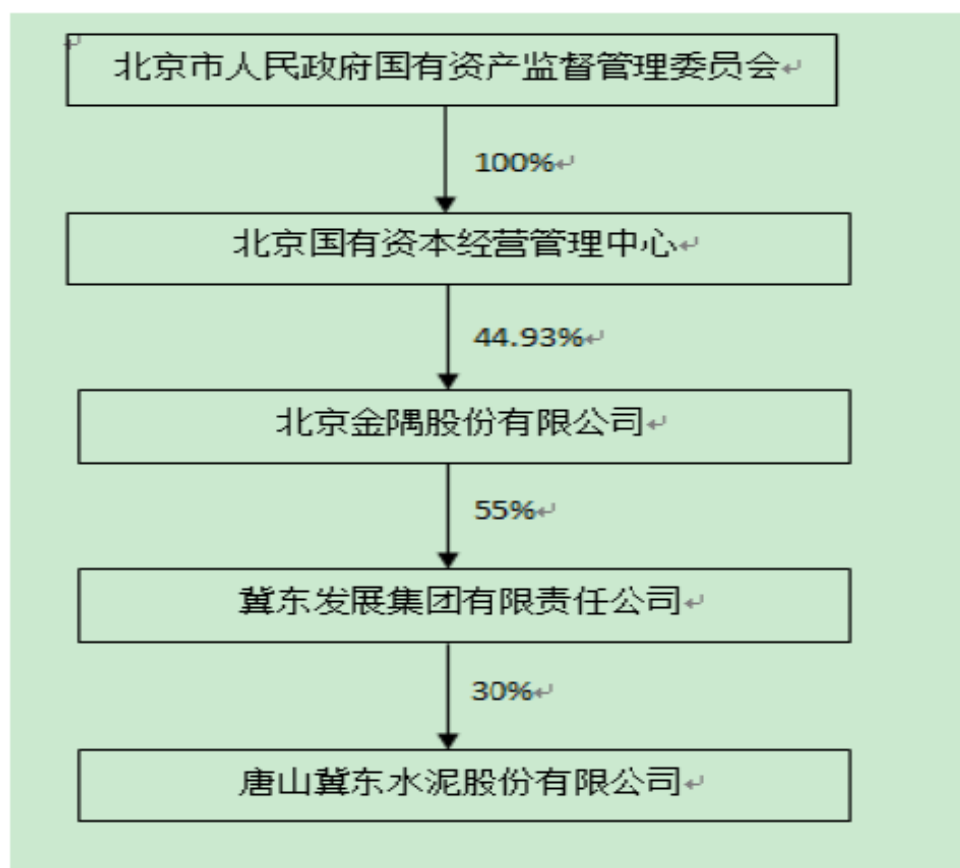 北京市人民政府国有资产监督管理委员会
100%
北京国有资本经营管理中心
44.93%
北京金隅股份有限公司
55%
冀东发展集团有限责任公司
30%
唐山冀东水泥股份有限公司